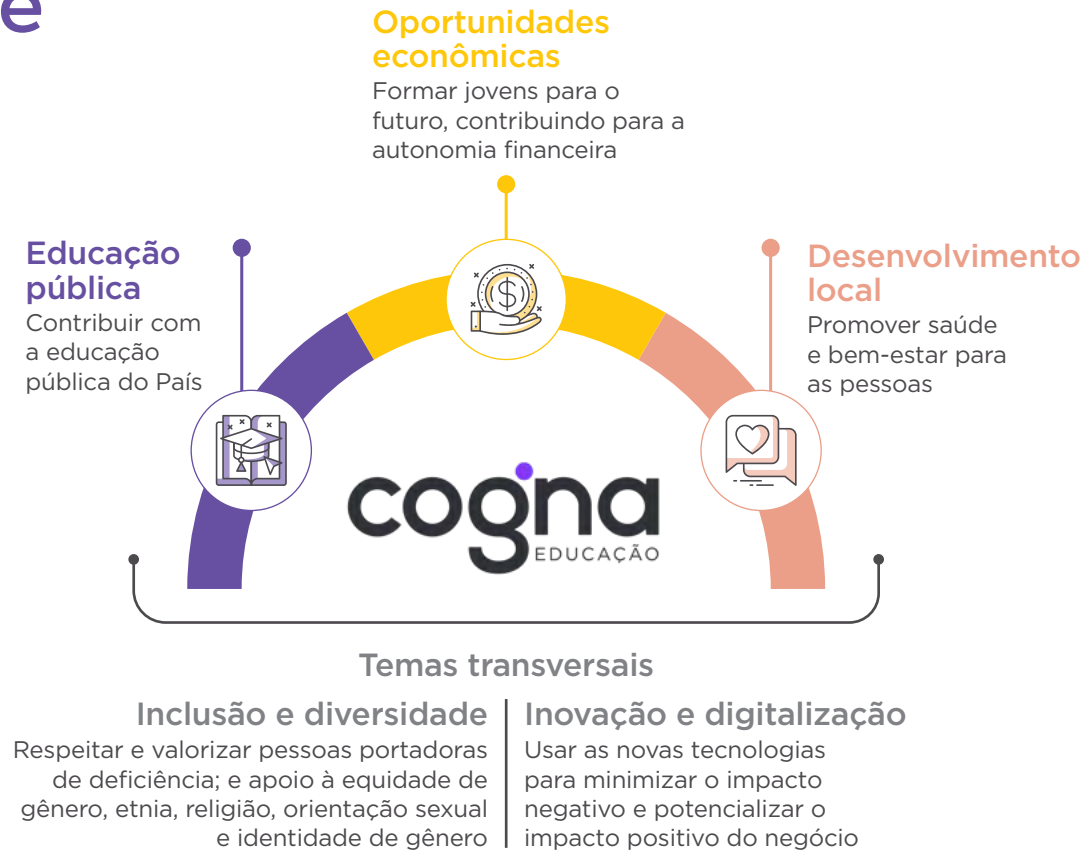 e
Oportunidades
econômicas
Formar jovens para o
futuro, contribuindo para a
autonomia financeira
Educação
pública
Contribuir com
a educação
pública do País
Desenvolvimento
local
Promover saúde
e bem-estar para
as pessoas
cogna
EDUCAÇÃO
Temas transversais
Inclusão e diversidade
Respeitar e valorizar pessoas portadoras
de deficiência; e apoio à equidade de
gênero, etnia, religião, orientação sexual
e identidade de gênero
Inovação e digitalização
Usar as novas tecnologias
para minimizar o impacto
negativo e potencializar o
impacto positivo do negócio